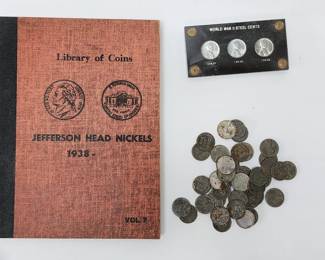 Library of Coins
JEFFERSON HEAD NICKELS
1938-
VOL. 7
WORLD WAR II STEEL CENTS